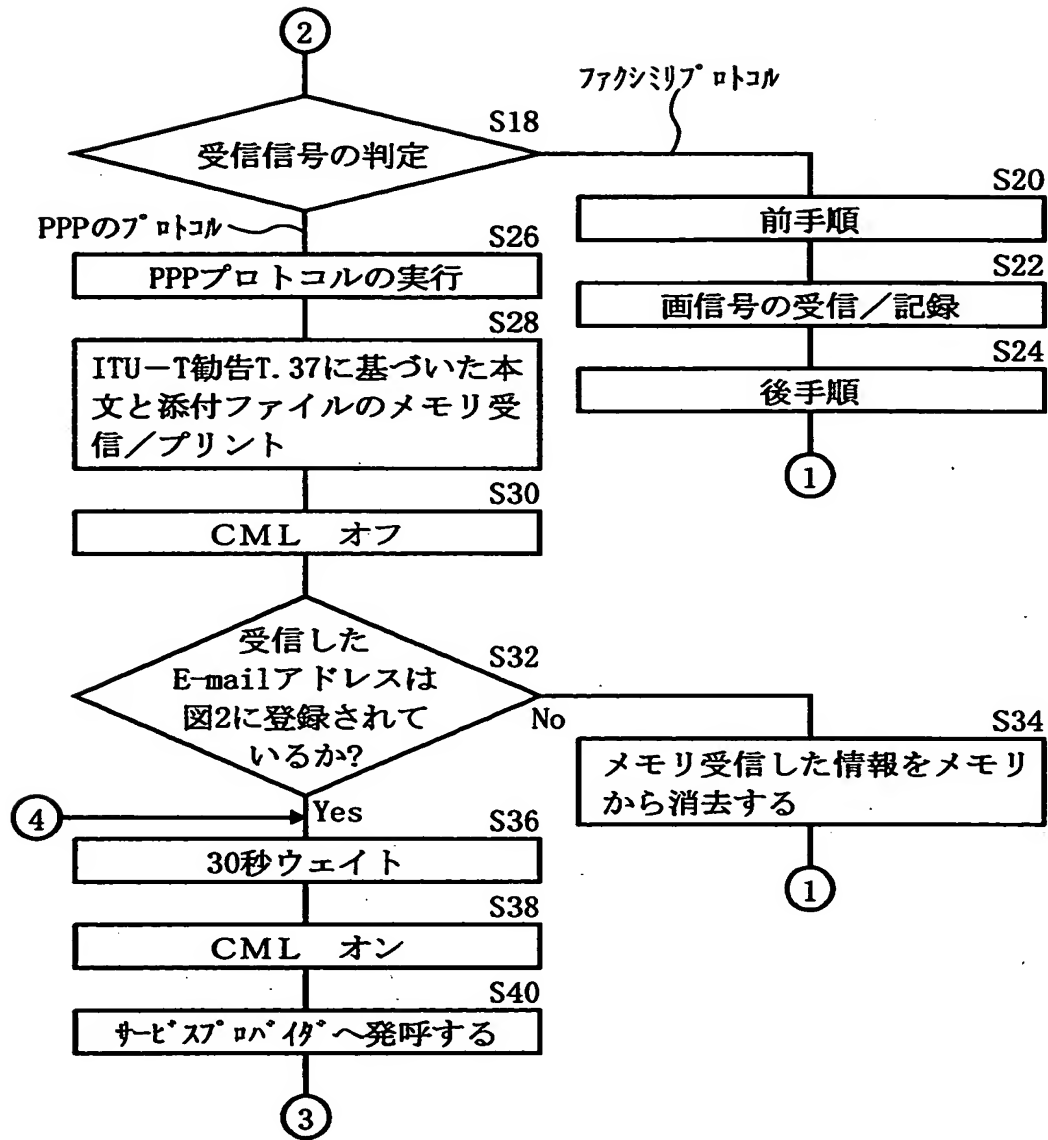 2
ファクシミリプロトコル
S18
受信信号の判定
PPPのプロトコル
S20
前手順
S26
PPPプロトコルの実行
S22
画信号の受信/記録
S28
ITU-T勧告T.37に基づいた本
文と添付ファイルのメモリ受
信/プリント
S24
後手順
1
S30
CML オフ
受信した
E-mailアドレスは
図2に登録されて
いるか?
S32
No
S34
メモリ受信した情報をメモリ
から消去する
1
4
Yes
S36
30秒ウェイト
S38
CML オン
S40
サービスプロバイダへ発呼する
3